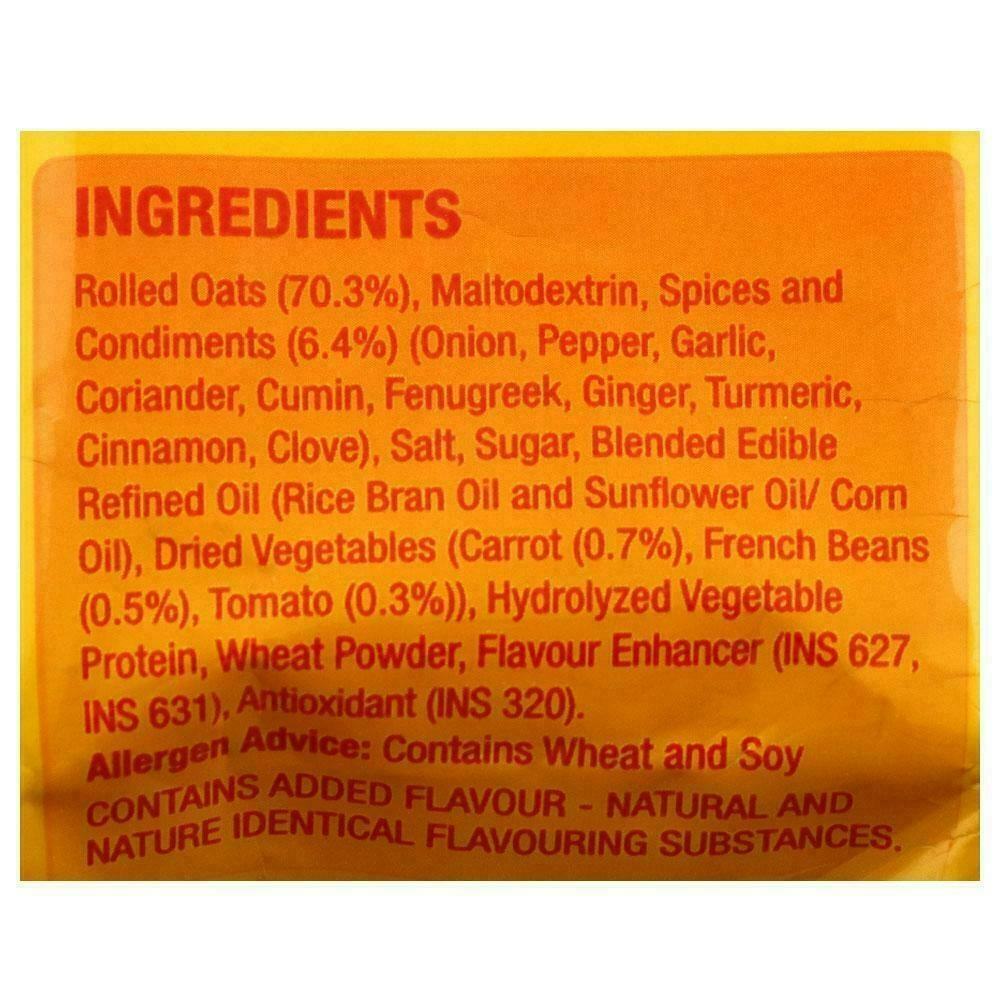 INGREDIENTS
Rolled Oats (70.3%), Maltodextrin, Spices and
Condiments (6.4%) (Onion, Pepper, Garlic,
Coriander, Cumin, Fenugreek, Ginger, Turmeric,
Cinnamon, Clove), Salt, Sugar, Blended Edible
Refined Oil (Rice Bran Oil and Sunflower Oil/ Corn
Oil), Dried Vegetables (Carrot (0.7%), French Beans
(0.5%), Tomato (0.3%)), Hydrolyzed Vegetable
Protein, Wheat Powder, Flavour Enhancer (INS 627,
INS 631), Antioxidant (INS 320).
Allergen Advice: Contains Wheat and Soy
CONTAINS ADDED FLAVOUR - NATURAL AND
NATURE IDENTICAL FLAVOURING SUBSTANCES.